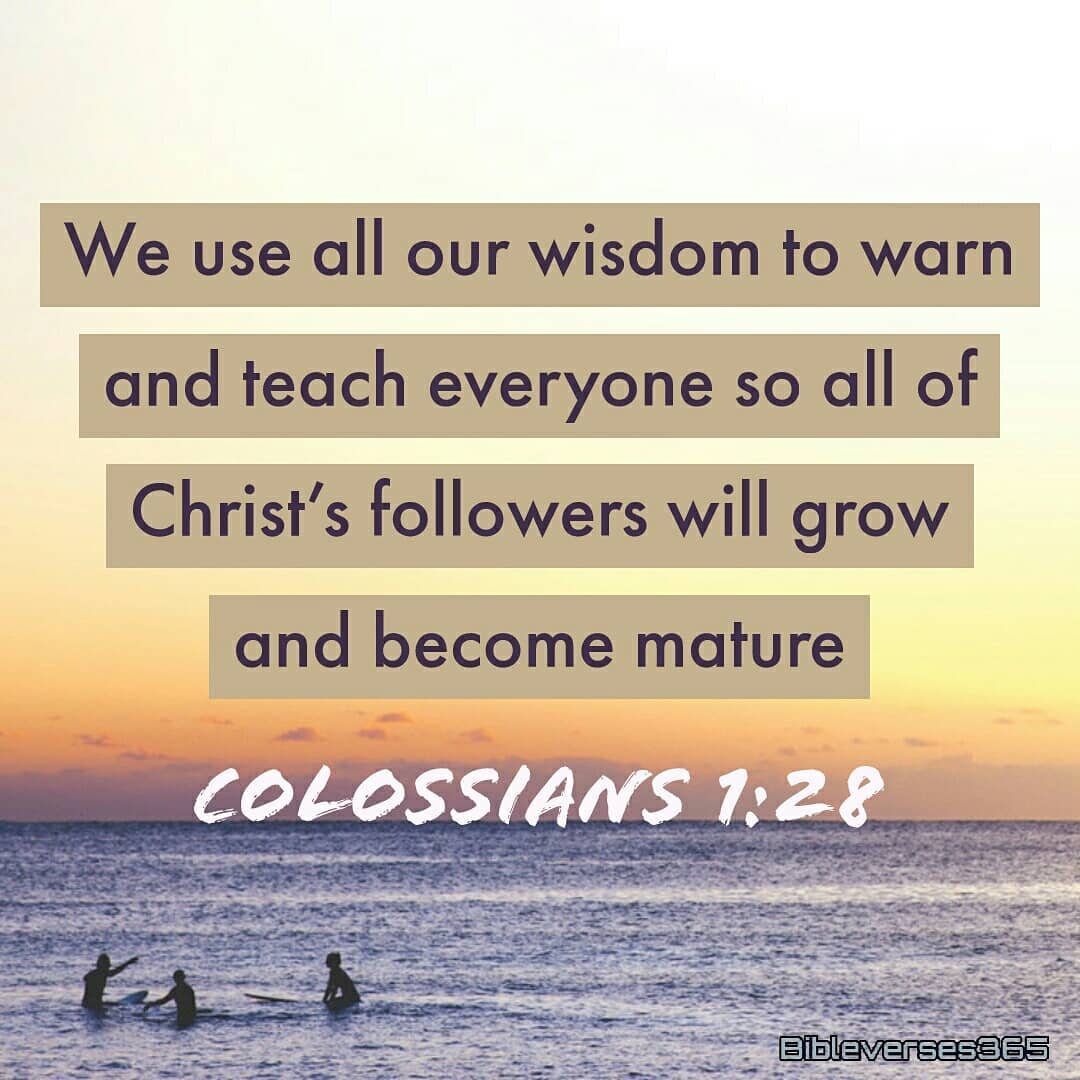 We use all our wisdom to warn
and teach everyone so all of
Christ’s followers will grow
and become mature
COLOSSIANS 1:28
Bibleverses365